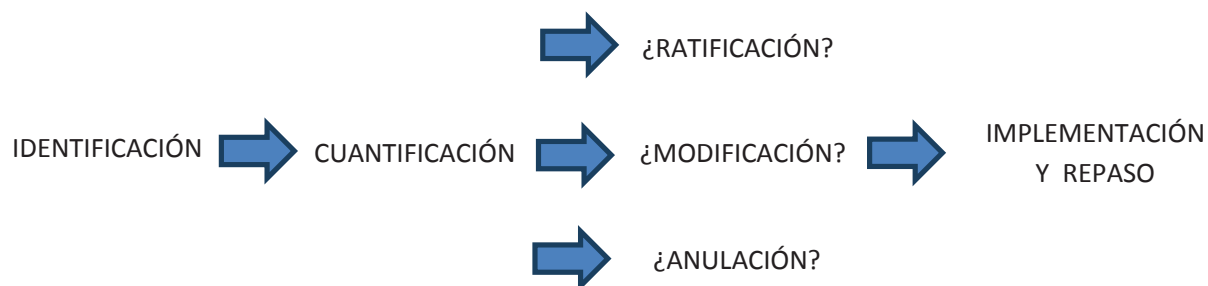 ¿RATIFICACIÓN?
IDENTIFICACIÓN
CUANTIFICACIÓN
¿MODIFICACIÓN?
IMPLEMENTACIÓN
Y REPASO
¿ANULACIÓN?